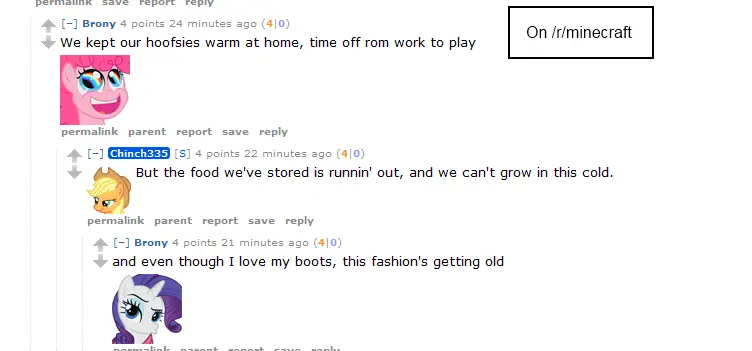 permalink save report reply
[-] Brony 4 points 24 minutes ago (4|0)
On /r/minecraft
We kept our hoofsies warm at home, time off rom work to play
permalink parent report save reply
[-] Chinch335 [S] 4 points 22 minutes ago (4|0)
But the food we've stored is runnin' out, and we can't grow in this cold.
permalink parent report save reply
[-] Brony 4 points 21 minutes ago (4|0)
and even though I love my boots, this fashion's getting old
permalink parent report save reply